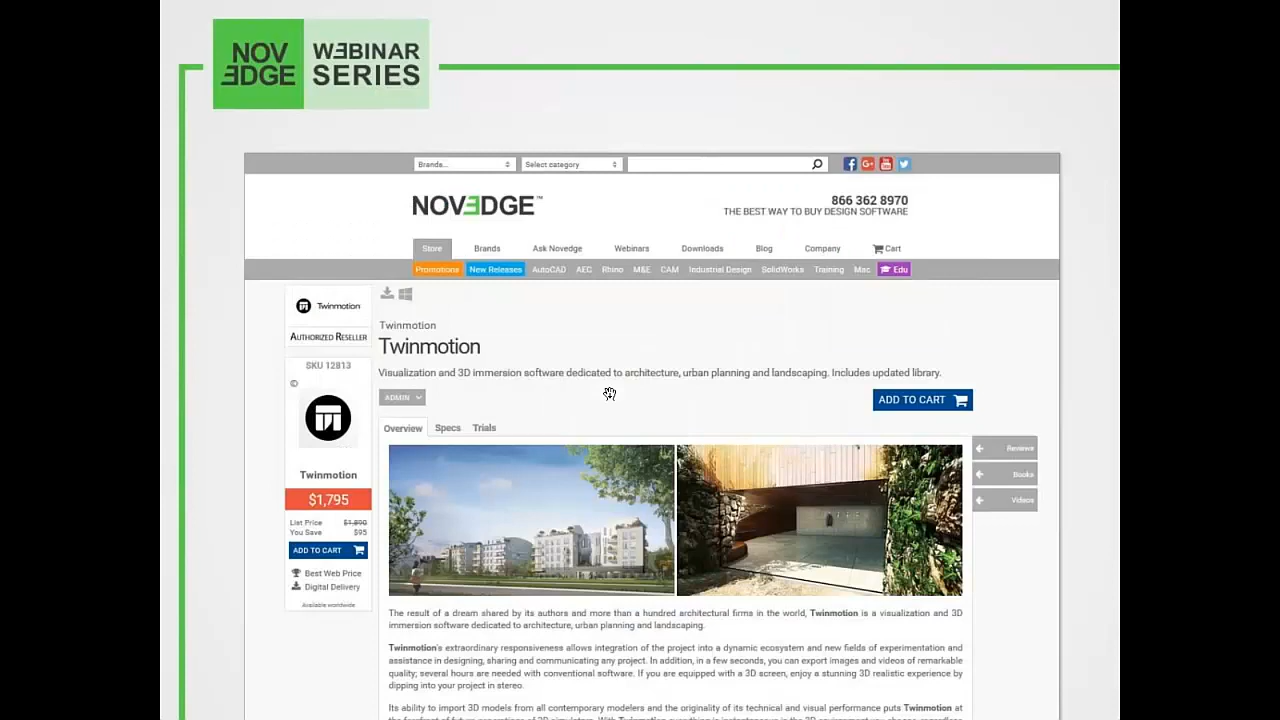 NOV
EDGE
WEBINAR
SERIES
Brands...
Select category
NOVEDGE™
866 362 8970
THE BEST WAY TO BUY DESIGN SOFTWARE
Store Brands Ask Novedge Webinars Downloads Blog Company Cart
Promotions New Releases AutoCAD AEC Rhino M&E CAM Industrial Design SolidWorks Training Mac Edu
Twinmotion
AUTHORIZED RESELLER
SKU 12813
©
Twinmotion
$1,795
List Price $1,890
You Save $95
ADD TO CART
Best Web Price
Digital Delivery
Available worldwide
Twinmotion
Twinmotion
Visualization and 3D immersion software dedicated to architecture, urban planning and landscaping. Includes updated library.
ADMIN
ADD TO CART
Overview Specs Trials
Reviews
Books
Videos
The result of a dream shared by its authors and more than a hundred architectural firms in the world, Twinmotion is a visualization and 3D
immersion software dedicated to architecture, urban planning and landscaping.
Twinmotion's extraordinary responsiveness allows integration of the project into a dynamic ecosystem and new fields of experimentation and
assistance in designing, sharing and communicating any project. In addition, in a few seconds, you can export images and videos of remarkable
quality; several hours are needed with conventional software. If you are equipped with a 3D screen, enjoy a stunning 3D realistic experience by
dipping into your project in stereo.
Its ability to import 3D models from all contemporary modelers and the originality of its technical and visual performance puts Twinmotion at